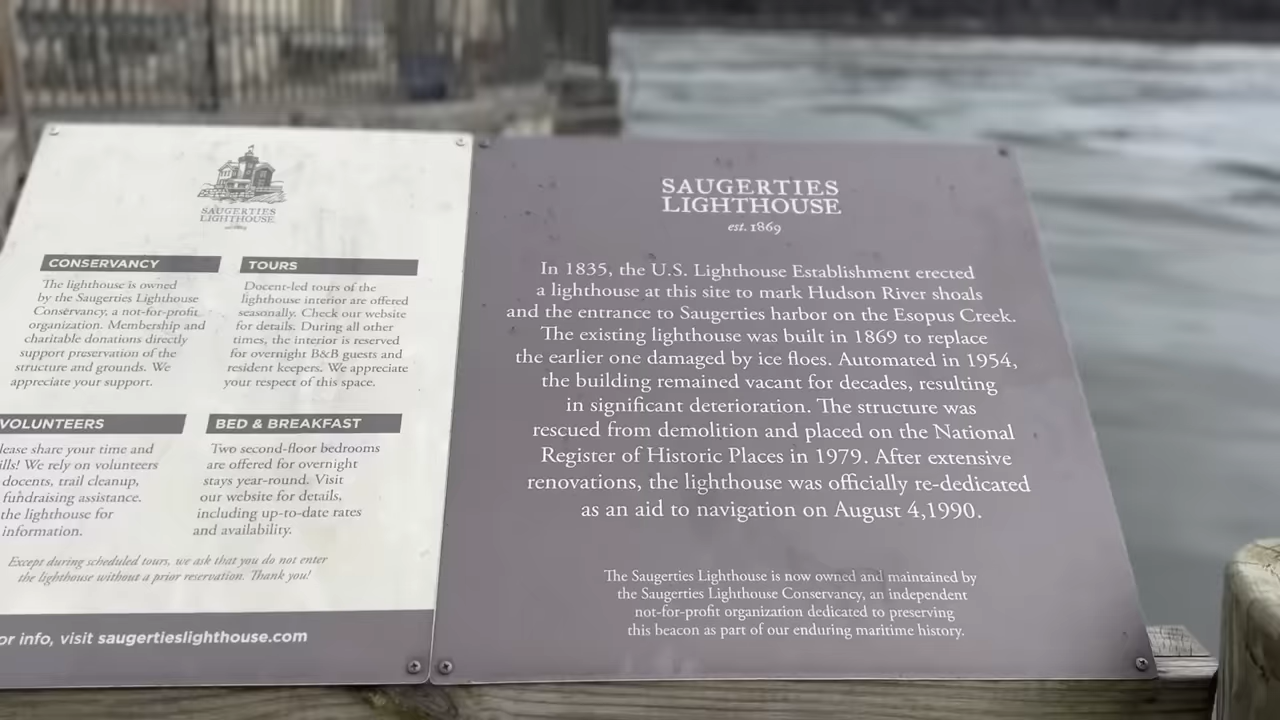 SAUGERTIES
LIGHTHOUSE
est. 1869
CONSERVANCY
The lighthouse is owned
by the Saugerties Lighthouse
Conservancy, a not-for-profit
organization. Membership and
charitable donations directly
support preservation of the
structure and grounds. We
appreciate your support.
TOURS
Docent-led tours of the
lighthouse interior are offered
seasonally. Check our website
for details. During all other
times, the interior is reserved
for overnight B&B guests and
resident keepers. We appreciate
your respect of this space.
VOLUNTEERS
lease share your time and
ills! We rely on volunteers
docents, trail cleanup,
fundraising assistance.
the lighthouse for
information.
BED & BREAKFAST
Two second-floor bedrooms
are offered for overnight
stays year-round. Visit
our website for details,
including up-to-date rates
and availability.
Except during scheduled tours, we ask that you do not enter
the lighthouse without a prior reservation. Thank you!
or info, visit saugertieslighthouse.com
SAUGERTIES
LIGHTHOUSE
est. 1869
In 1835, the U.S. Lighthouse Establishment erected
a lighthouse at this site to mark Hudson River shoals
and the entrance to Saugerties harbor on the Esopus Creek.
The existing lighthouse was built in 1869 to replace
the earlier one damaged by ice floes. Automated in 1954,
the building remained vacant for decades, resulting
in significant deterioration. The structure was
rescued from demolition and placed on the National
Register of Historic Places in 1979. After extensive
renovations, the lighthouse was officially re-dedicated
as an aid to navigation on August 4,1990.
The Saugerties Lighthouse is now owned and maintained by
the Saugerties Lighthouse Conservancy, an independent
not-for-profit organization dedicated to preserving
this beacon as part of our enduring maritime history.